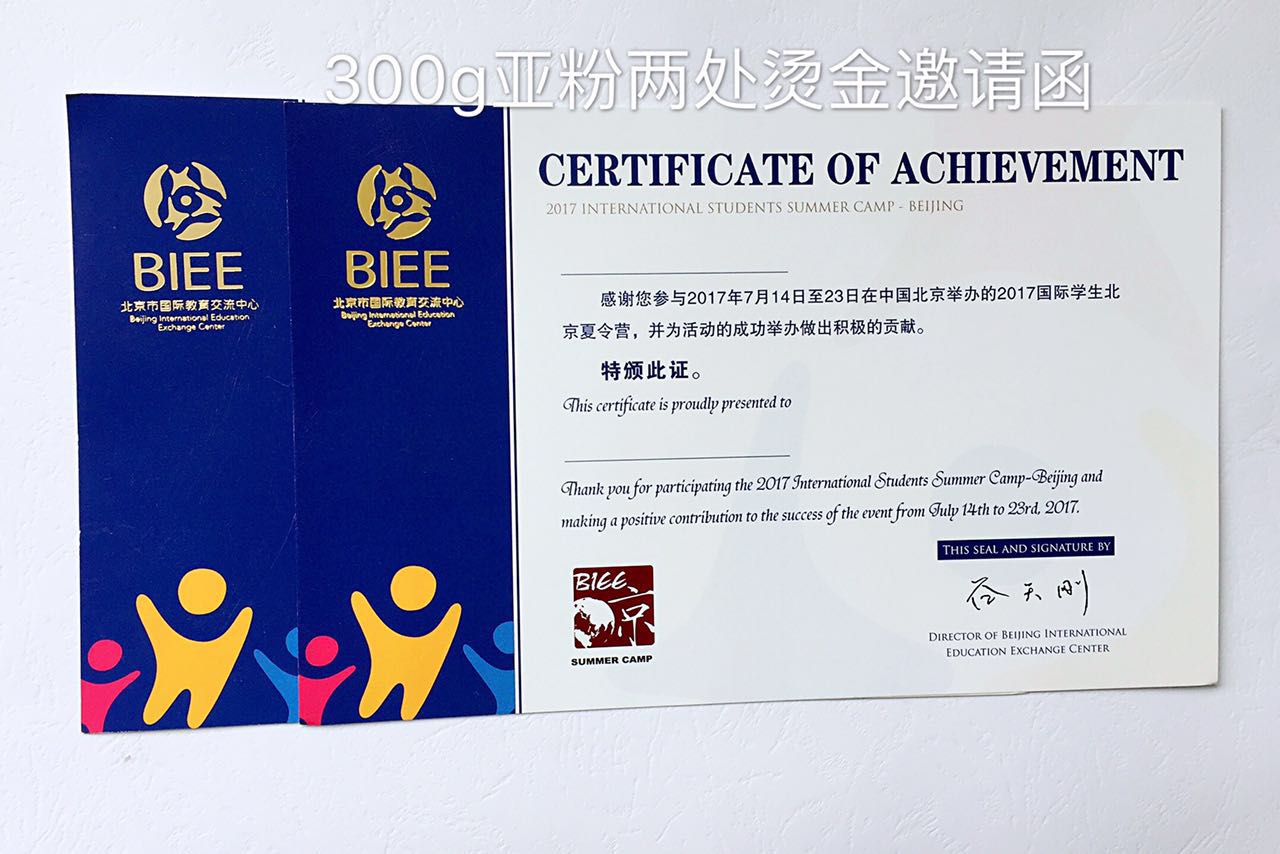 300g亚粉两处烫金邀请函
BIEE
北京市国际教育交流中心
Beijing International Education
Exchange Center
BIEE
北京市国际教育交流中心
Beijing International Education
Exchange Center
CERTIFICATE OF ACHIEVEMENT
2017 INTERNATIONAL STUDENTS SUMMER CAMP - BEIJING
感谢您参与2017年7月14日至23日在中国北京举办的2017国际学生北
京夏令营，并为活动的成功举办做出积极的贡献。
特颁此证。
This certificate is proudly presented to
Thank you for participating the 2017 International Students Summer Camp-Beijing and
making a positive contribution to the success of the event from July 14th to 23rd, 2017.
BIEE
京
SUMMER CAMP
THIS SEAL AND SIGNATURE BY
DIRECTOR OF BEIJING INTERNATIONAL
EDUCATION EXCHANGE CENTER